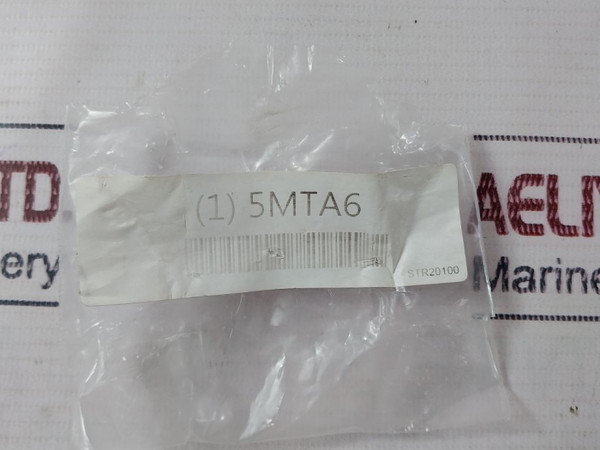 (1) 5MTA6
STR20100
TD
ery
AELM
Marine